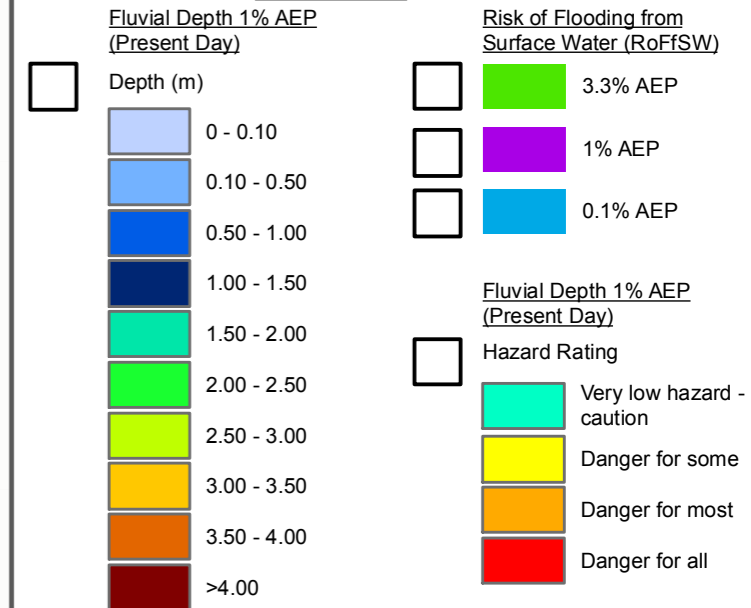 Fluvial Depth 1% AEP
(Present Day)
Depth (m)
0 - 0.10
0.10 - 0.50
0.50 - 1.00
1.00 - 1.50
1.50 - 2.00
2.00 - 2.50
2.50 - 3.00
3.00 - 3.50
3.50 - 4.00
>4.00
Risk of Flooding from
Surface Water (RoFfSW)
3.3% AEP
1% AEP
0.1% AEP
Fluvial Depth 1% AEP
(Present Day)
Hazard Rating
Very low hazard -
caution
Danger for some
Danger for most
Danger for all